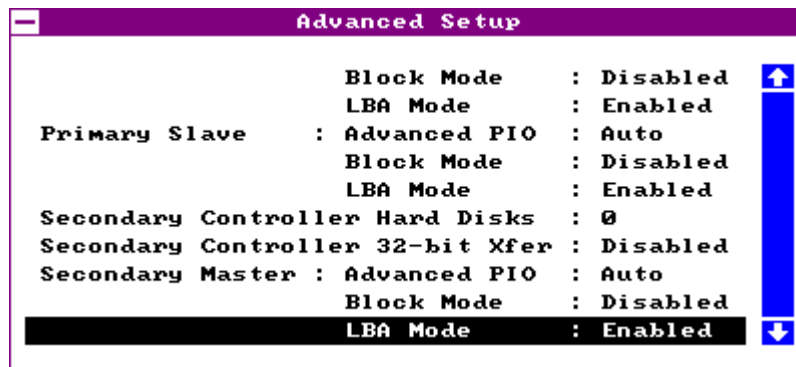 Advanced Setup
Block Mode : Disabled
LBA Mode : Enabled
Primary Slave : Advanced PIO : Auto
Block Mode : Disabled
LBA Mode : Enabled
Secondary Controller Hard Disks : 0
Secondary Controller 32-bit Xfer : Disabled
Secondary Master : Advanced PIO : Auto
Block Mode : Disabled
LBA Mode : Enabled